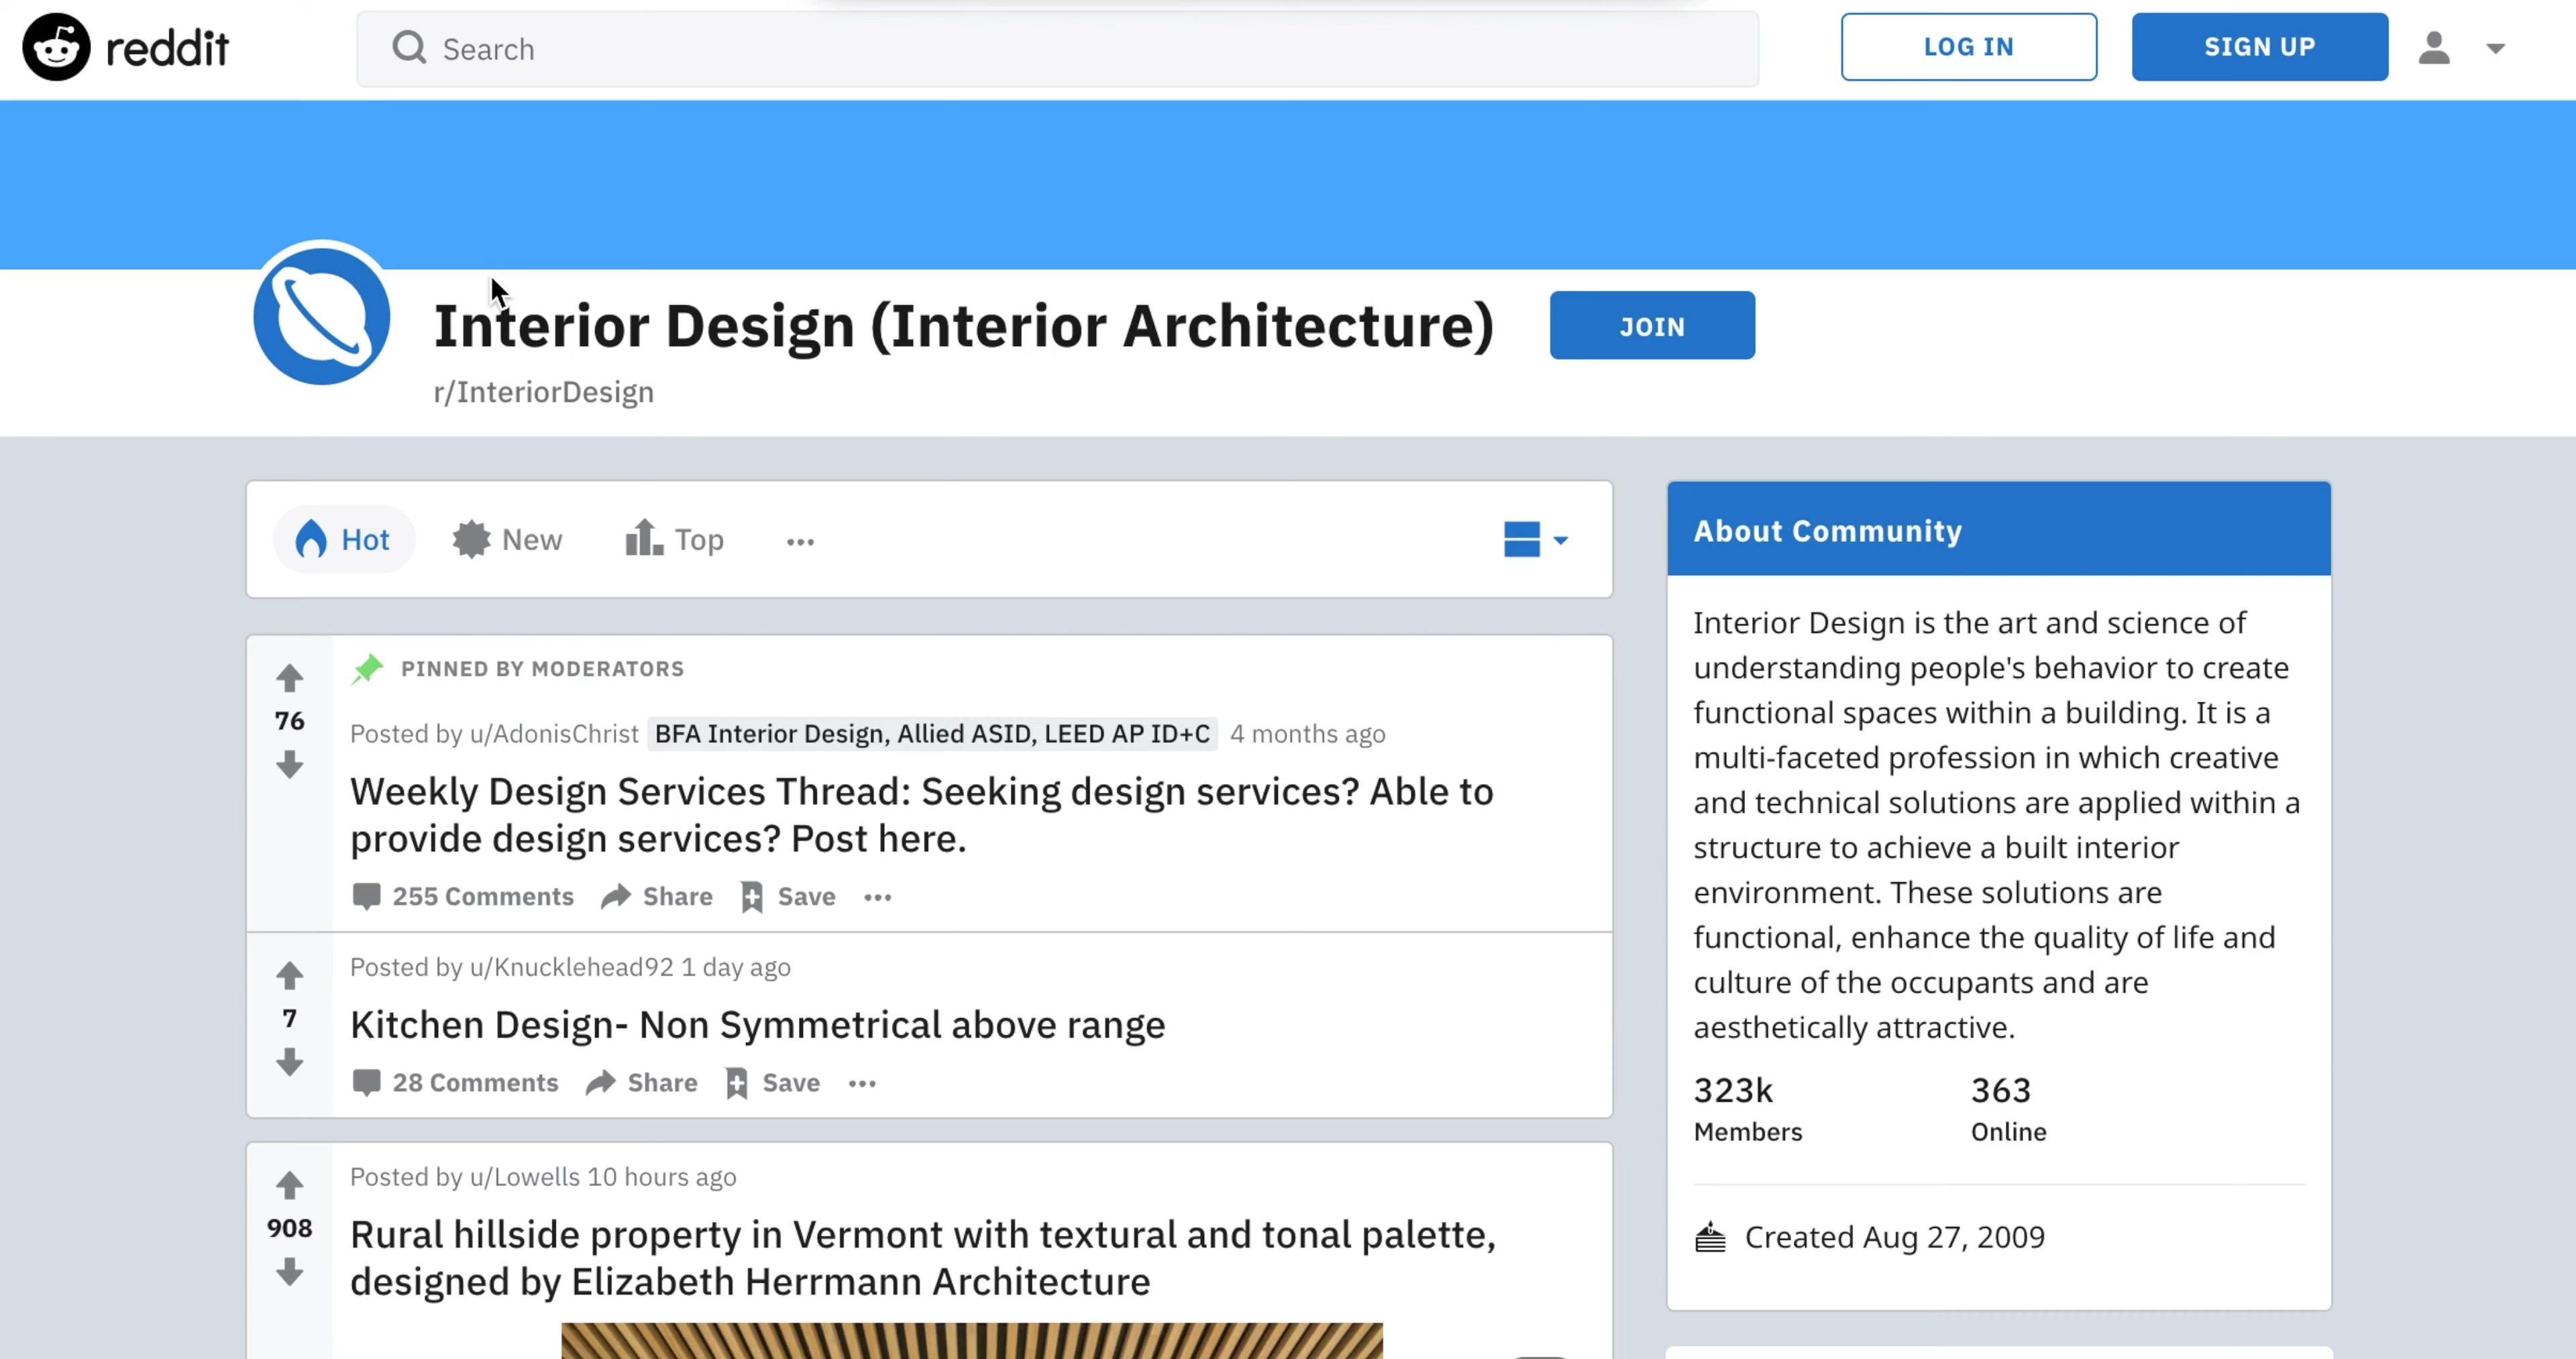 reddit
Search
LOG IN
SIGN UP
Interior Design (Interior Architecture)
JOIN
r/InteriorDesign
Hot
New
Top
About Community
Interior Design is the art and science of
understanding people's behavior to create
functional spaces within a building. It is a
multi-faceted profession in which creative
and technical solutions are applied within a
structure to achieve a built interior
environment. These solutions are
functional, enhance the quality of life and
culture of the occupants and are
aesthetically attractive.
323k
Members
363
Online
Created Aug 27, 2009
PINNED BY MODERATORS
76
Posted by u/AdonisChrist BFA Interior Design, Allied ASID, LEED AP ID+C 4 months ago
Weekly Design Services Thread: Seeking design services? Able to
provide design services? Post here.
255 Comments Share Save
Posted by u/Knucklehead92 1 day ago
7
Kitchen Design- Non Symmetrical above range
28 Comments Share Save
Posted by u/Lowells 10 hours ago
908
Rural hillside property in Vermont with textural and tonal palette,
designed by Elizabeth Herrmann Architecture